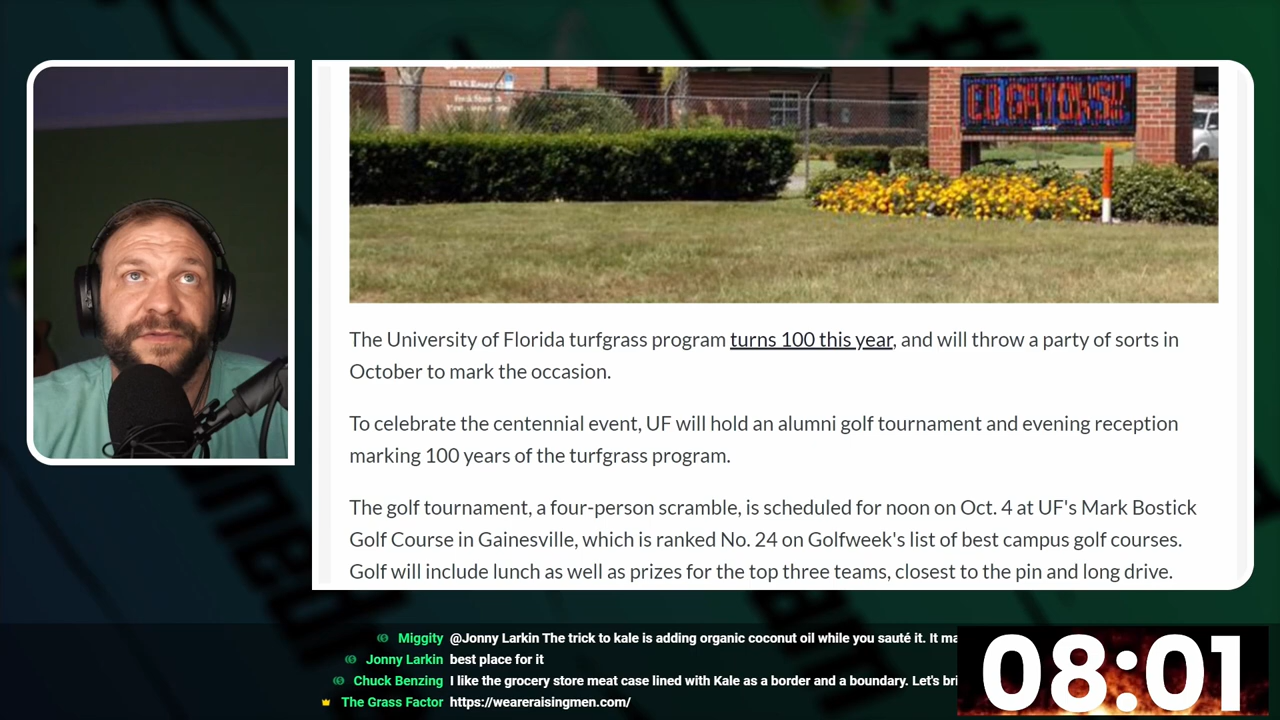 GO GATORS!!
The University of Florida turfgrass program turns 100 this year, and will throw a party of sorts in
October to mark the occasion.
To celebrate the centennial event, UF will hold an alumni golf tournament and evening reception
marking 100 years of the turfgrass program.
The golf tournament, a four-person scramble, is scheduled for noon on Oct. 4 at UF's Mark Bostick
Golf Course in Gainesville, which is ranked No. 24 on Golfweek's list of best campus golf courses.
Golf will include lunch as well as prizes for the top three teams, closest to the pin and long drive.
Miggity @Jonny Larkin The trick to kale is adding organic coconut oil while you sauté it. It
Jonny Larkin best place for it
Chuck Benzing I like the grocery store meat case lined with Kale as a border and a boundary. Let's
The Grass Factor https://weareraisingmen.com/
08:01